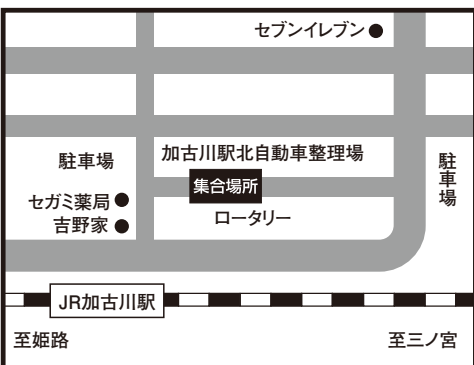 セブンイレブン
駐車場
加古川駅北自動車整理場
駐車場
集合場所
セガミ薬局
ロータリー
吉野家
JR加古川駅
至姫路
至三ノ宮